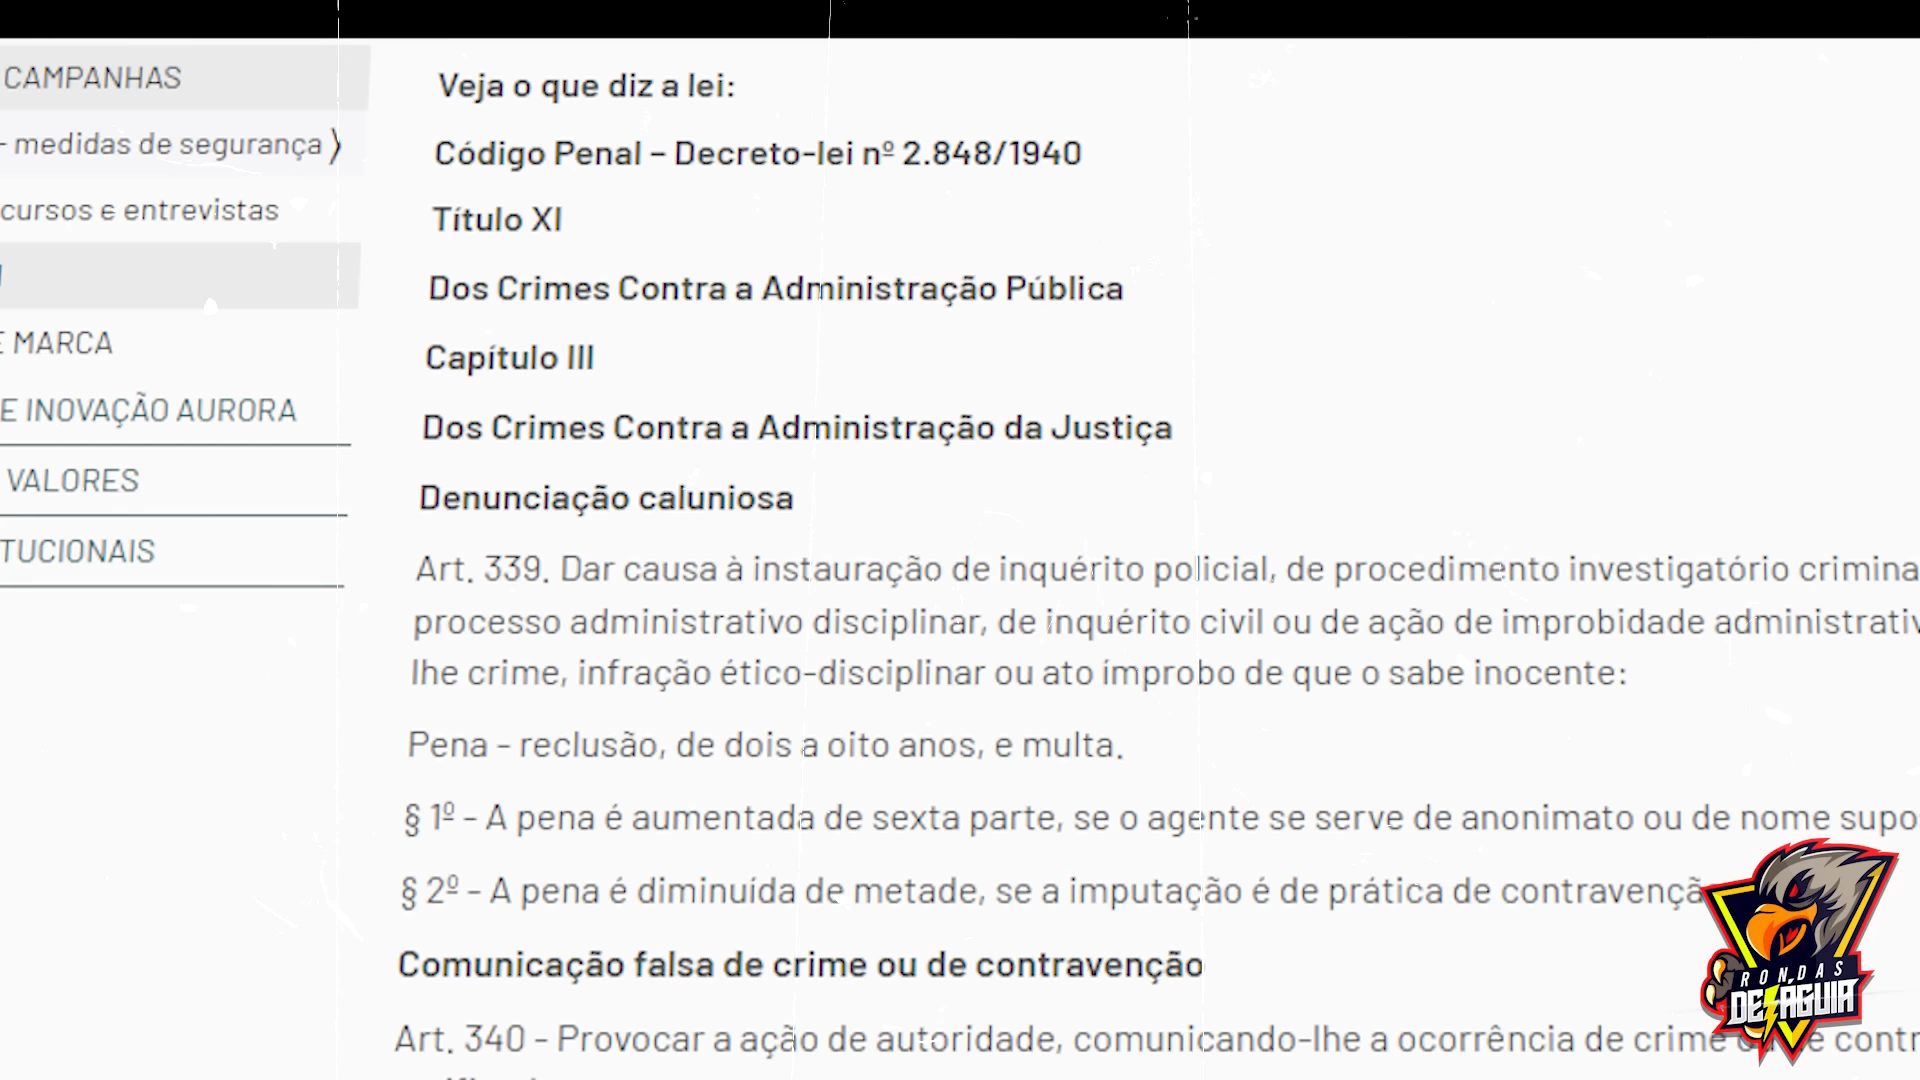 CAMPANHAS
- medidas de segurança
cursos e entrevistas
E MARCA
E INOVAÇÃO AURORA
VALORES
TUCIONAIS
Veja o que diz a lei:
Código Penal – Decreto-lei nº 2.848/1940
Título XI
Dos Crimes Contra a Administração Pública
Capítulo III
Dos Crimes Contra a Administração da Justiça
Denunciação caluniosa
Art. 339. Dar causa à instauração de inquérito policial, de procedimento investigatório crimina
processo administrativo disciplinar, de inquérito civil ou de ação de improbidade administrativ
lhe crime, infração ético-disciplinar ou ato ímprobo de que o sabe inocente:
Pena - reclusão, de dois a oito anos, e multa.
§ 1º - A pena é aumentada de sexta parte, se o agente se serve de anonimato ou de nome supo
§ 2º - A pena é diminuída de metade, se a imputação é de prática de contravençã
Comunicação falsa de crime ou de contravenção
Art. 340 - Provocar a ação de autoridade, comunicando-lhe a ocorrência de crime ou de contr
RONDAS
DE ÁGUIA